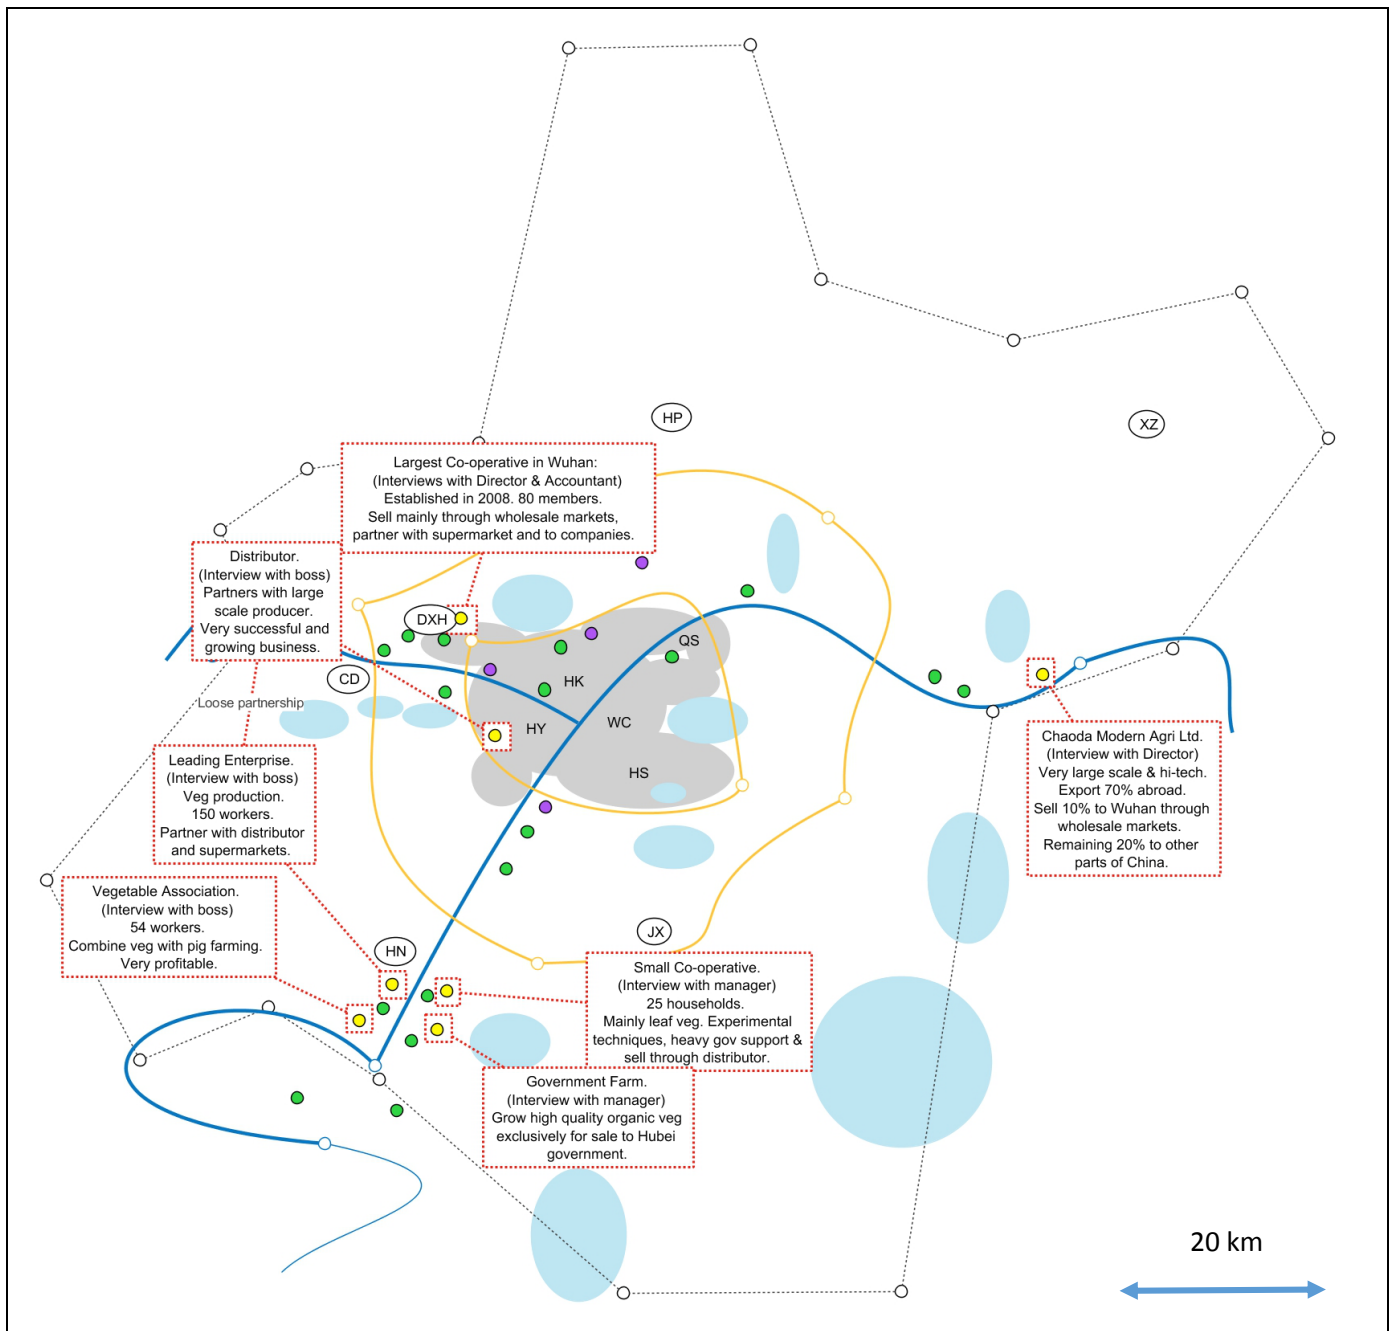 HP
XZ
Largest Co-operative in Wuhan:
(Interviews with Director & Accountant)
Established in 2008. 80 members.
Sell mainly through wholesale markets,
partner with supermarket and to companies.
Distributor.
(Interview with boss)
Partners with large
scale producer.
Very successful and
growing business.
DXH
QS
CD
HK
Loose partnership
HY
WC
HS
Chaoda Modern Agri Ltd.
(Interview with Director)
Very large scale & hi-tech.
Export 70% abroad.
Sell 10% to Wuhan through
wholesale markets.
Remaining 20% to other
parts of China.
Leading Enterprise.
(Interview with boss)
Veg production.
150 workers.
Partner with distributor
and supermarkets.
Vegetable Association.
(Interview with boss)
54 workers.
Combine veg with pig farming.
Very profitable.
HN
JX
Small Co-operative.
(Interview with manager)
25 households.
Mainly leaf veg. Experimental
techniques, heavy gov support &
sell through distributor.
Government Farm.
(Interview with manager)
Grow high quality organic veg
exclusively for sale to Hubei
government.
20 km